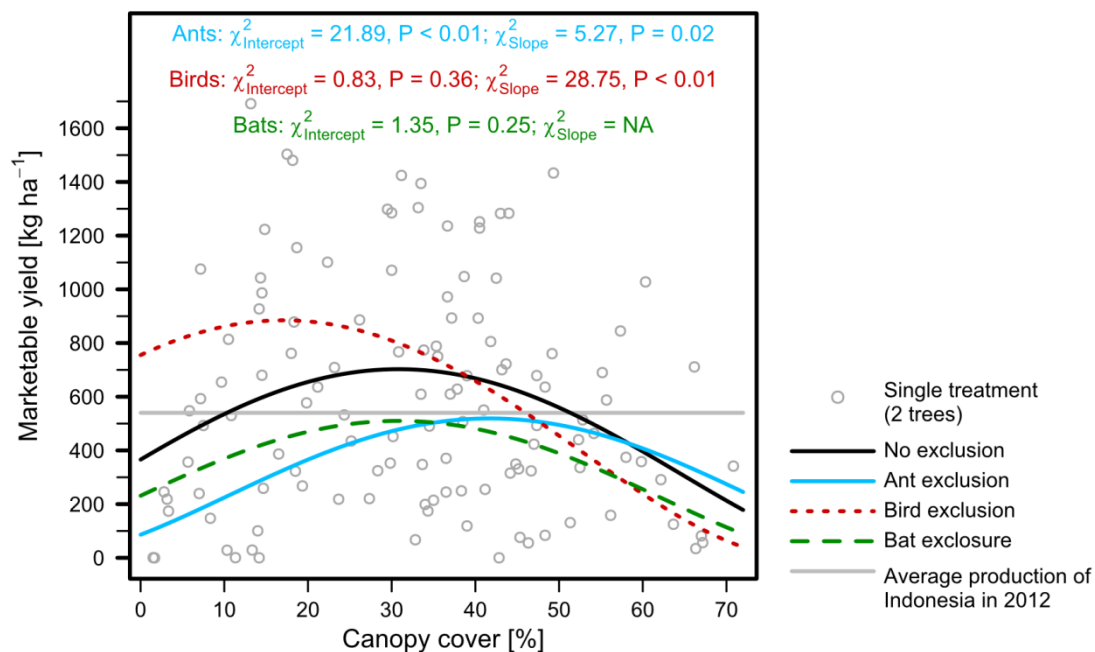 Ants: χ²Intercept = 21.89, P < 0.01; χ²Slope = 5.27, P = 0.02
Birds: χ²Intercept = 0.83, P = 0.36; χ²Slope = 28.75, P < 0.01
Bats: χ²Intercept = 1.35, P = 0.25; χ²Slope = NA
Marketable yield [kg ha⁻¹]
1600
1400
1200
1000
800
600
400
200
0
0 10 20 30 40 50 60 70
Canopy cover [%]
Single treatment
(2 trees)
No exclusion
Ant exclusion
Bird exclusion
Bat exclosure
Average production of
Indonesia in 2012